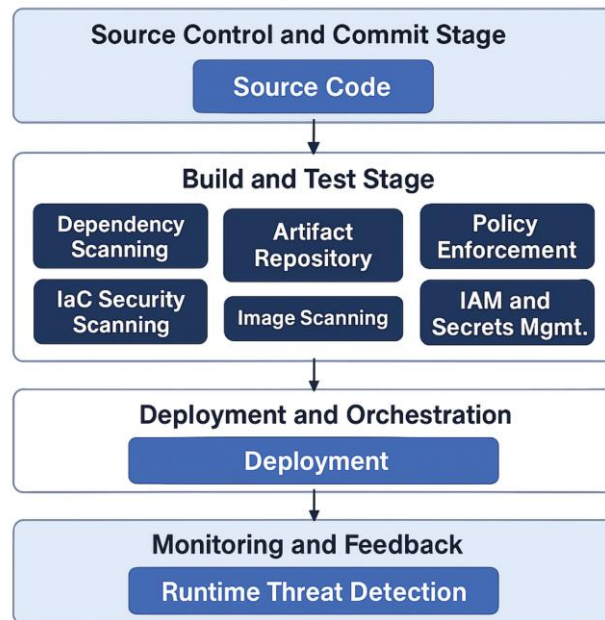 Source Control and Commit Stage
Source Code
Build and Test Stage
Dependency
Scanning
Artifact
Repository
Policy
Enforcement
IaC Security
Scanning
Image Scanning
IAM and
Secrets Mgmt.
Deployment and Orchestration
Deployment
Monitoring and Feedback
Runtime Threat Detection